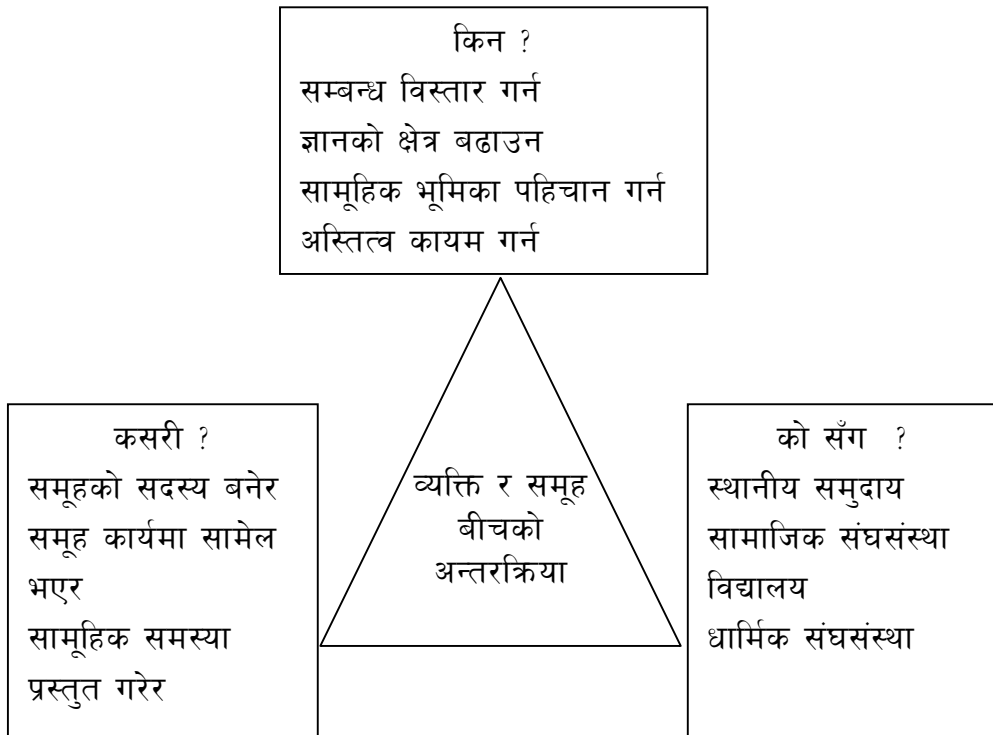 किन ?
सम्बन्ध विस्तार गर्न
ज्ञानको क्षेत्र बढाउन
सामूहिक भूमिका पहिचान गर्न
अस्तित्व कायम गर्न
कसरी ?
समूहको सदस्य बनेर
समूह कार्यमा सामेल
भएर
सामूहिक समस्या
प्रस्तुत गरेर
व्यक्ति र समूह
बीचको
अन्तरक्रिया
को सँग ?
स्थानीय समुदाय
सामाजिक संघसंस्था
विद्यालय
धार्मिक संघसंस्था